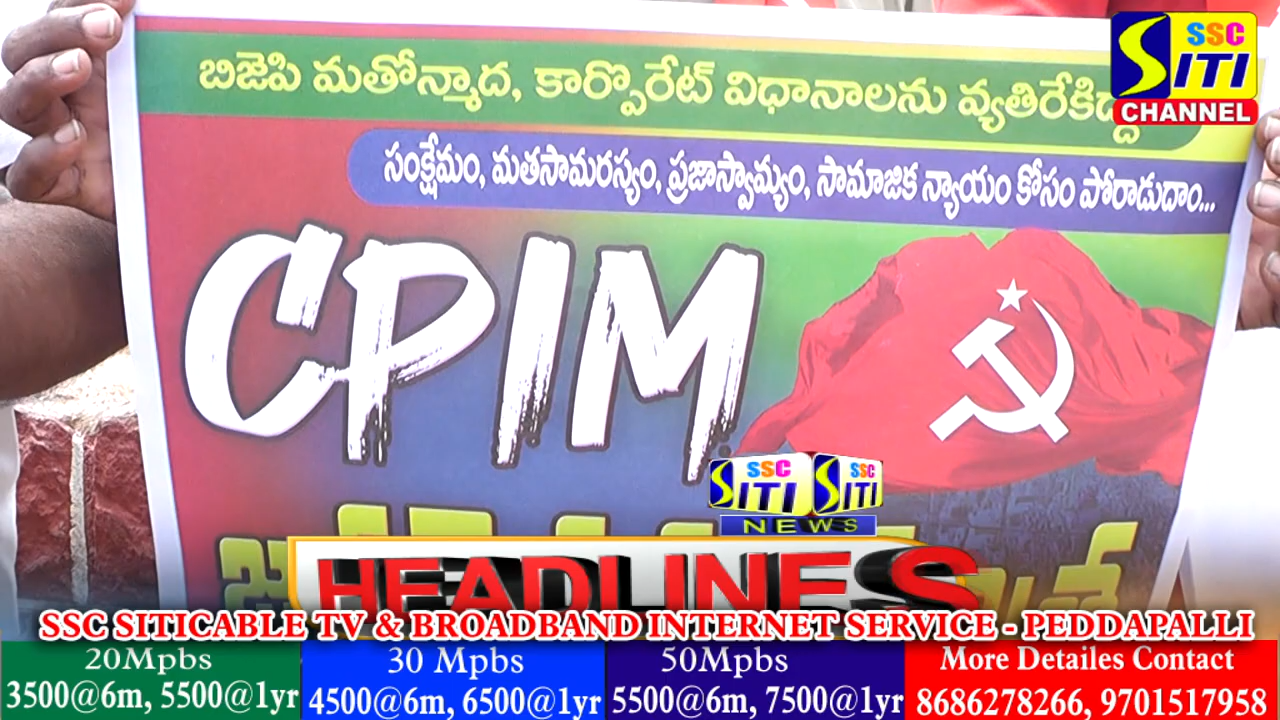 SSC
SITI
CHANNEL
బిజెపి మతోన్మాద, కార్పొరేట్ విధానాలను వ్యతిరేకిద్దా
సంక్షేమం, మతసామరస్యం, ప్రజాస్వామ్యం, సామాజిక న్యాయం కోసం పోరాడుదాం...
CPIM
SSC SSC
SITI SITI
NEWS
HEADLINES
SSC SITICABLE TV & BROADBAND INTERNET SERVICE - PEDDAPALLI
20Mpbs 30 Mpbs 50Mpbs More Detailes Contact
3500@6m, 5500@1yr 4500@6m, 6500@1yr 5500@6m, 7500@1yr 8686278266, 9701517958